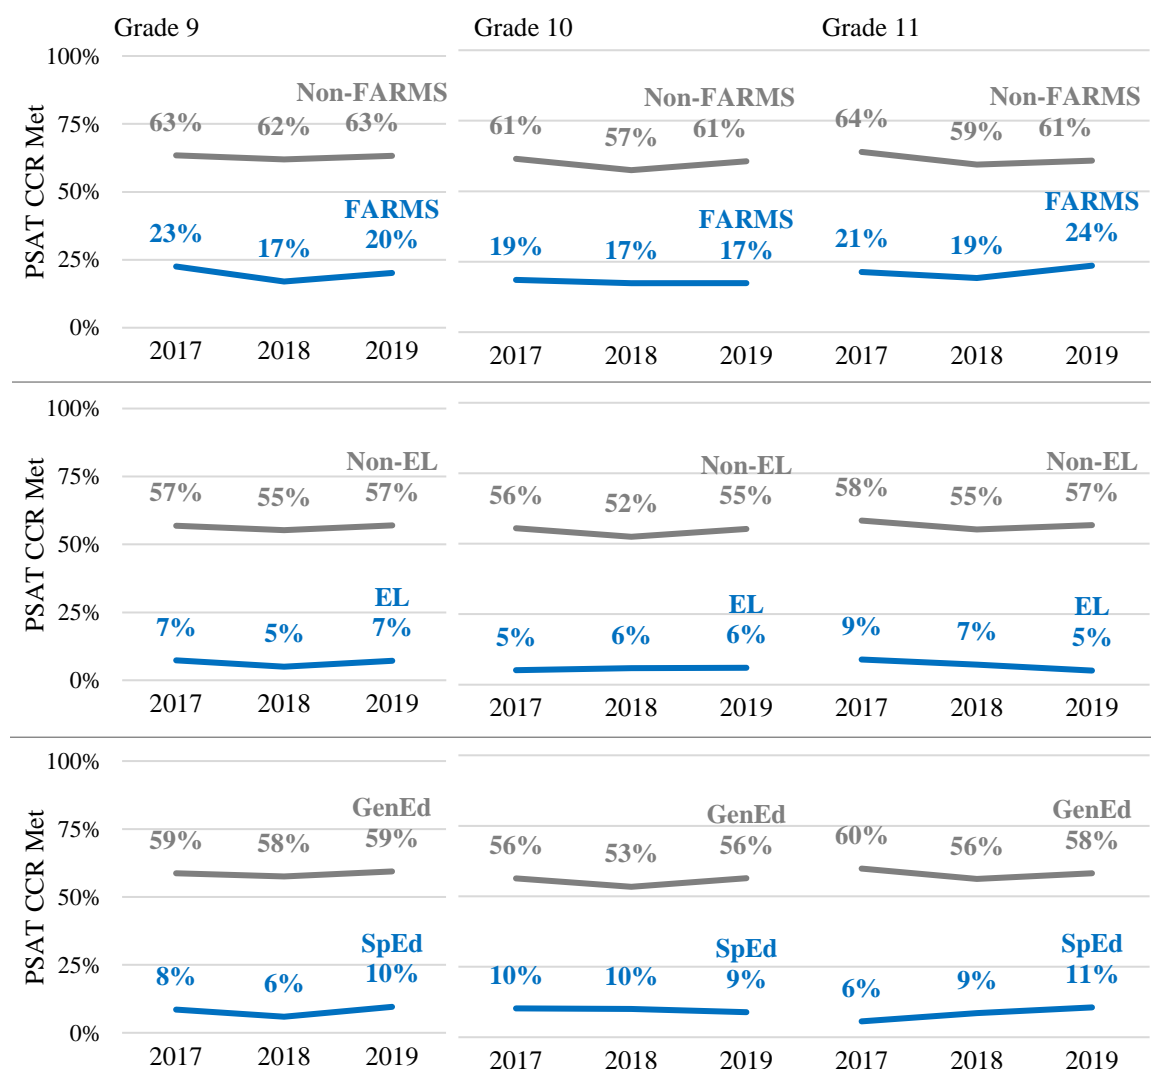 Grade 9 Grade 10 Grade 11
PSAT CCR Met
100%
75%
50%
25%
0%
Non-FARMS
63% 62% 63%
FARMS
23% 17% 20%
2017 2018 2019
Non-FARMS
61% 57% 61%
FARMS
19% 17% 17%
2017 2018 2019
Non-FARMS
64% 59% 61%
FARMS
21% 19% 24%
2017 2018 2019
PSAT CCR Met
100%
75%
50%
25%
0%
Non-EL
57% 55% 57%
EL
7% 5% 7%
2017 2018 2019
Non-EL
56% 52% 55%
EL
5% 6% 6%
2017 2018 2019
Non-EL
58% 55% 57%
EL
9% 7% 5%
2017 2018 2019
PSAT CCR Met
100%
75%
50%
25%
0%
GenEd
59% 58% 59%
SpEd
8% 6% 10%
2017 2018 2019
GenEd
56% 53% 56%
SpEd
10% 10% 9%
2017 2018 2019
GenEd
60% 56% 58%
SpEd
6% 9% 11%
2017 2018 2019